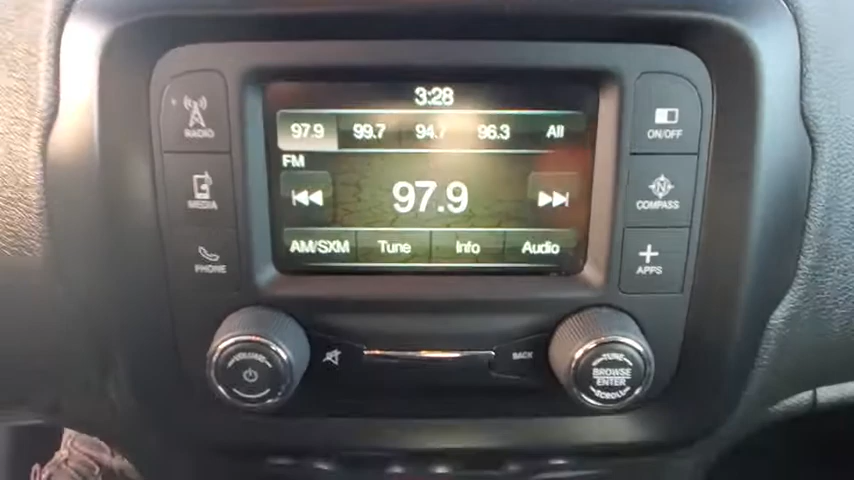 3:28
97.9 99.7 94.7 96.3 All
FM
97.9
AM/SXM Tune Info Audio
RADIO
MEDIA
PHONE
ON/OFF
N
COMPASS
APPS
VOLUME
BACK
TUNE
BROWSE
ENTER
SCROLL